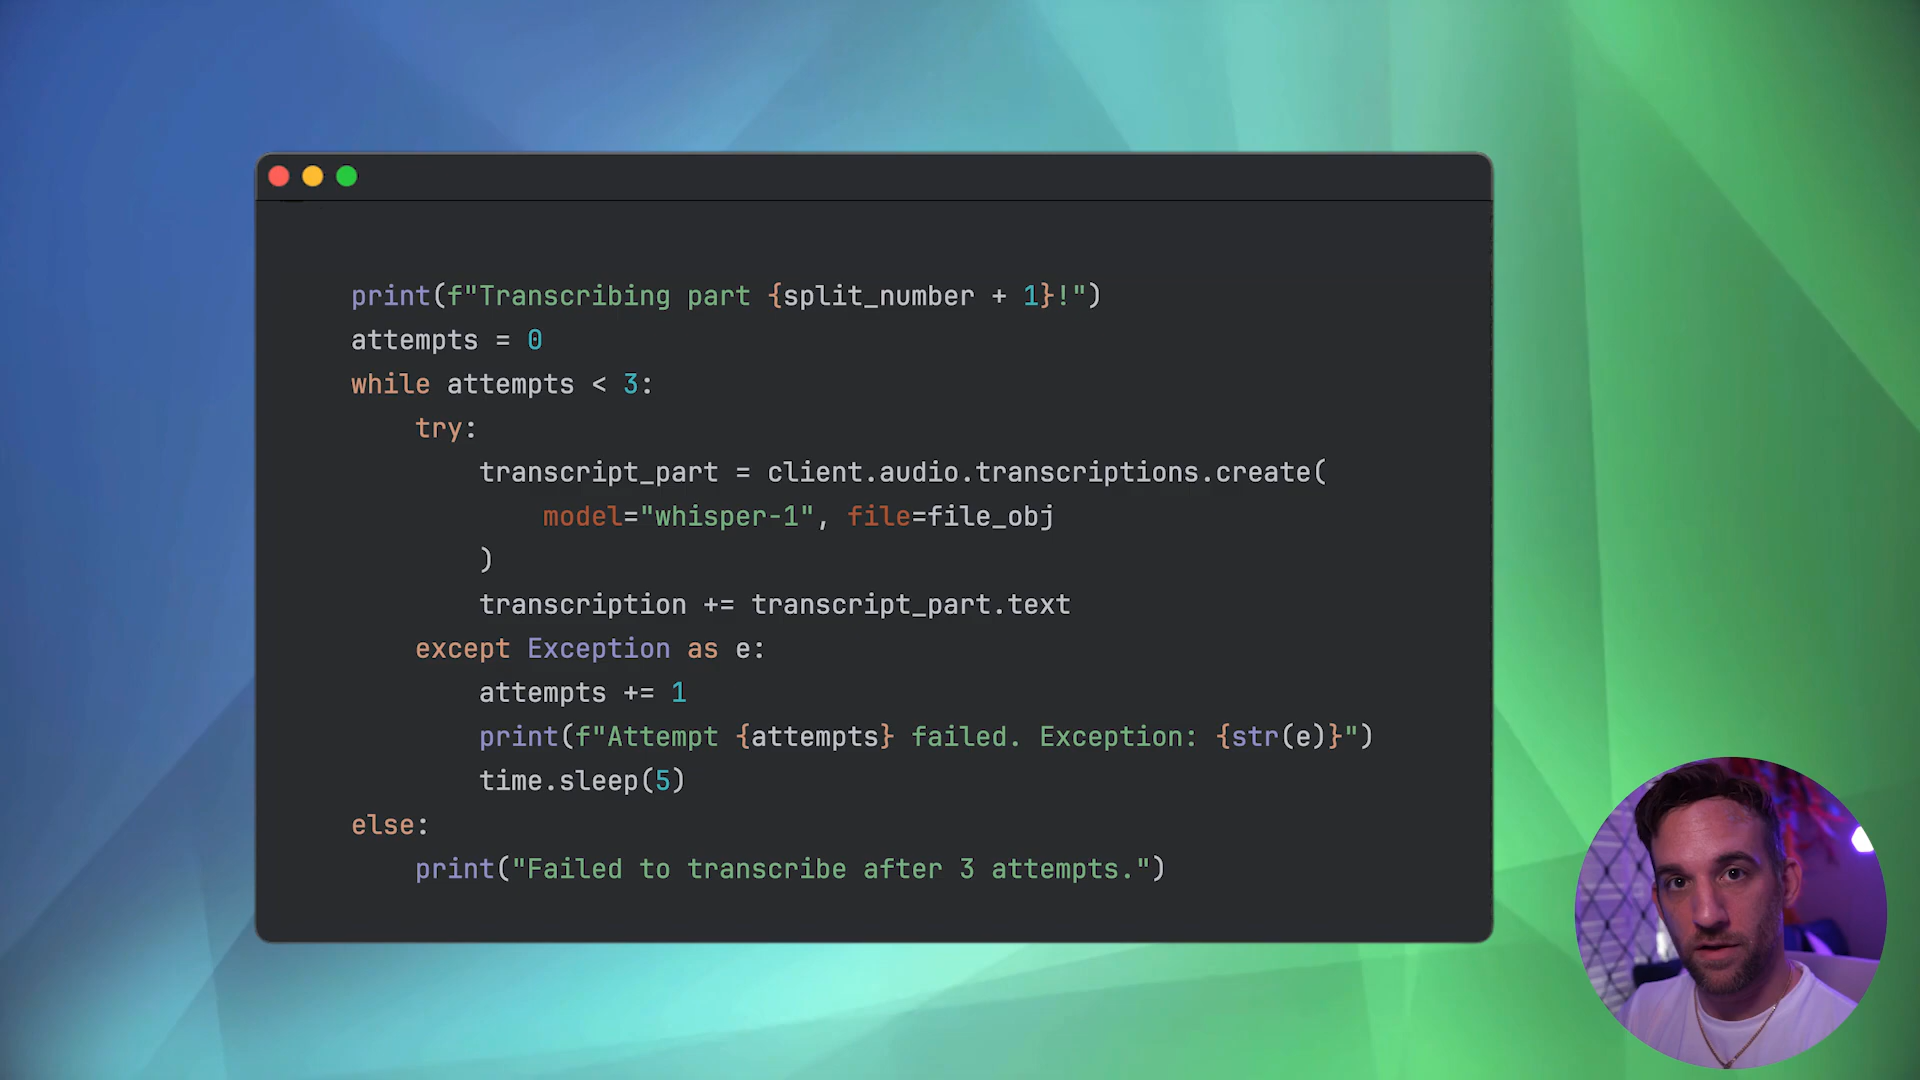 print(f"Transcribing part {split_number + 1}!")
attempts = 0
while attempts < 3:
    try:
        transcript_part = client.audio.transcriptions.create(
            model="whisper-1", file=file_obj
        )
        transcription += transcript_part.text
    except Exception as e:
        attempts += 1
        print(f"Attempt {attempts} failed. Exception: {str(e)}")
        time.sleep(5)
else:
    print("Failed to transcribe after 3 attempts.")